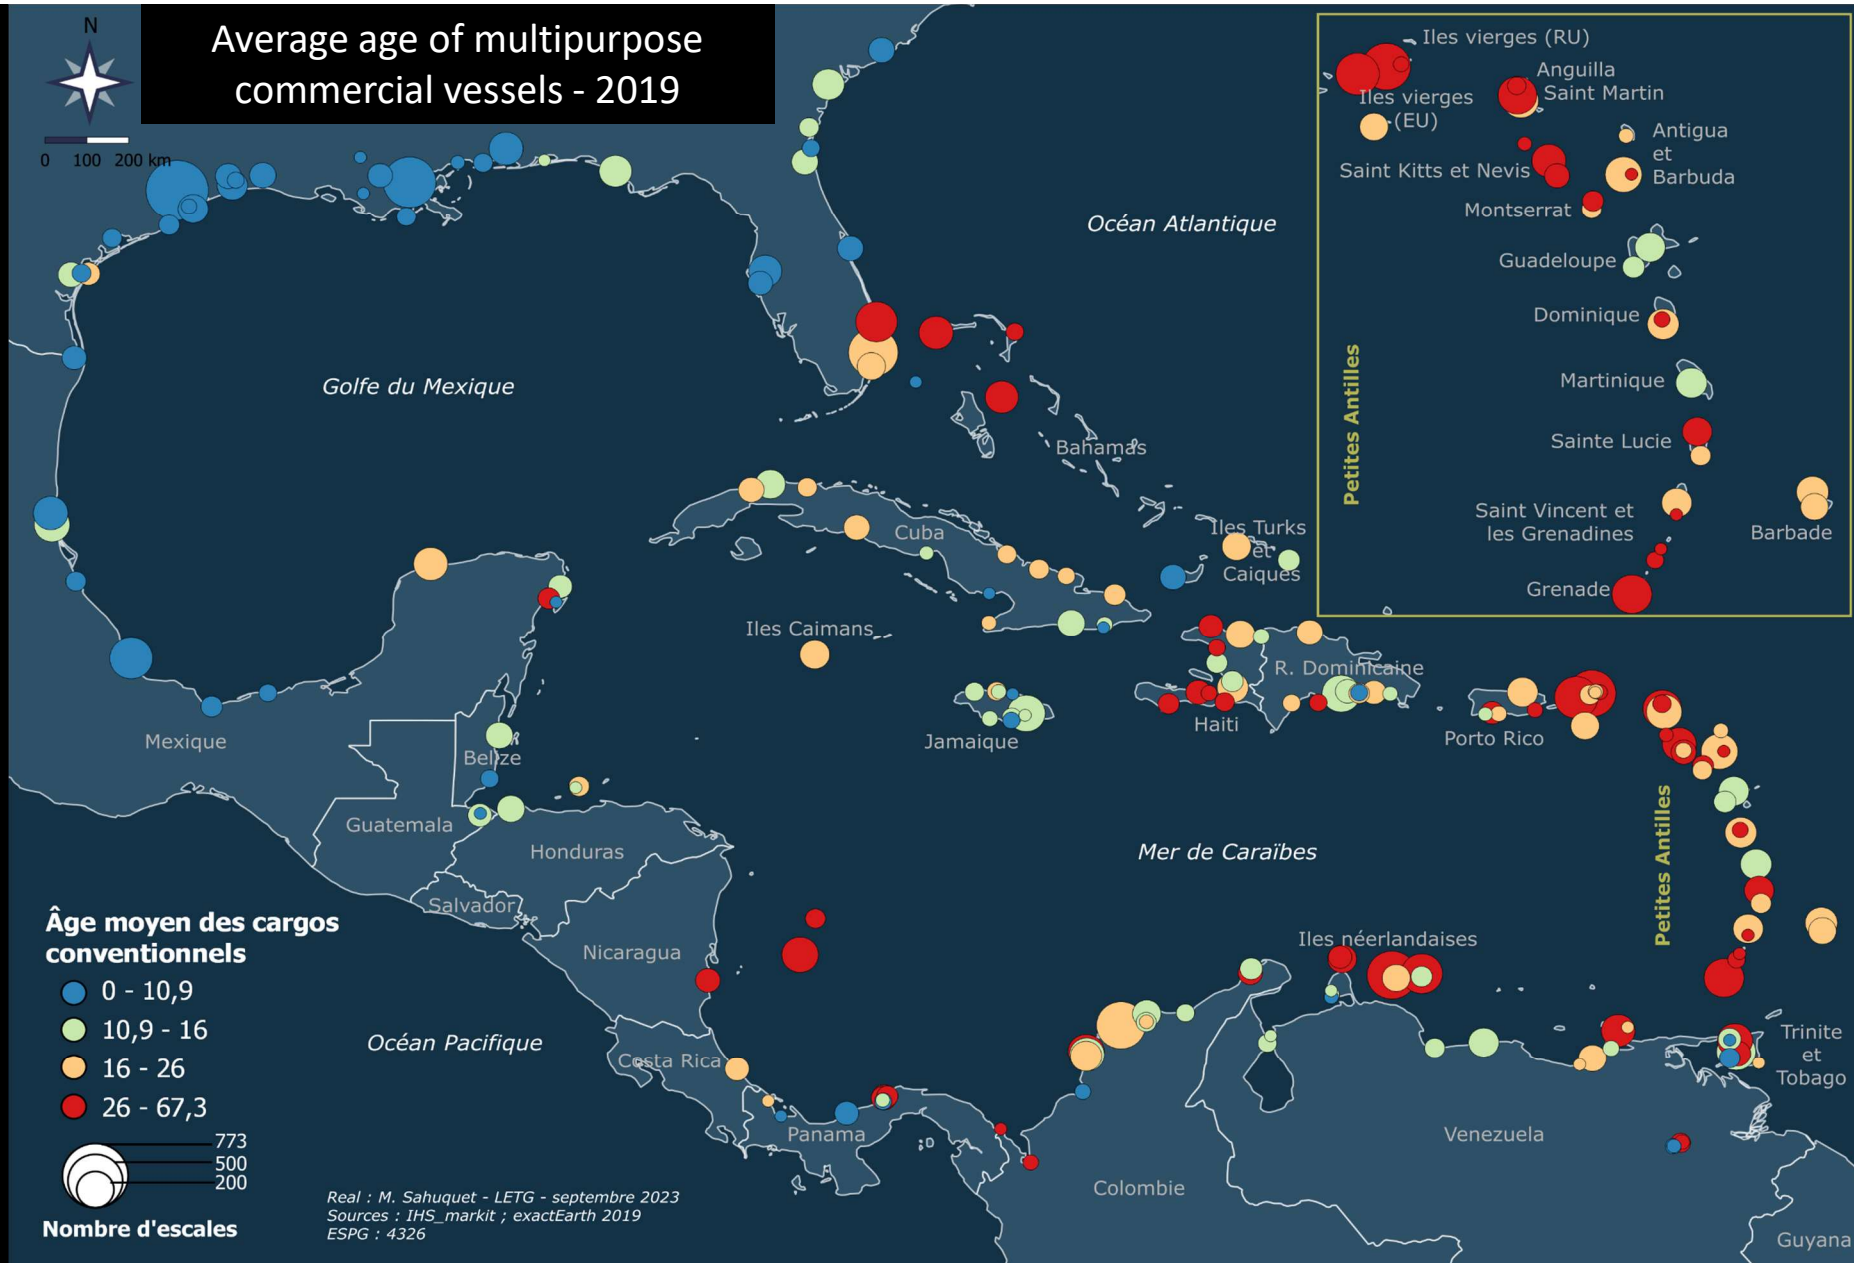 Average age of multipurpose
commercial vessels - 2019
N
0 100 200 km
Océan Atlantique
Golfe du Mexique
Bahamas
Cuba
Iles Turks
et
Caiques
Iles Caimans
Jamaique
Haiti
R. Dominicaine
Porto Rico
Mexique
Belize
Guatemala
Honduras
Salvador
Nicaragua
Mer de Caraïbes
Petites Antilles
Iles néerlandaises
Océan Pacifique
Costa Rica
Panama
Colombie
Venezuela
Trinite
et
Tobago
Guyana
Petites Antilles
Iles vierges (RU)
Anguilla
Saint Martin
Iles vierges
(EU)
Antigua
et
Barbuda
Saint Kitts et Nevis
Montserrat
Guadeloupe
Dominique
Martinique
Sainte Lucie
Saint Vincent et
les Grenadines
Barbade
Grenade
Âge moyen des cargos
conventionnels
0 - 10,9
10,9 - 16
16 - 26
26 - 67,3
773
500
200
Nombre d'escales
Real : M. Sahuquet - LETG - septembre 2023
Sources : IHS_markit ; exactEarth 2019
ESPG : 4326